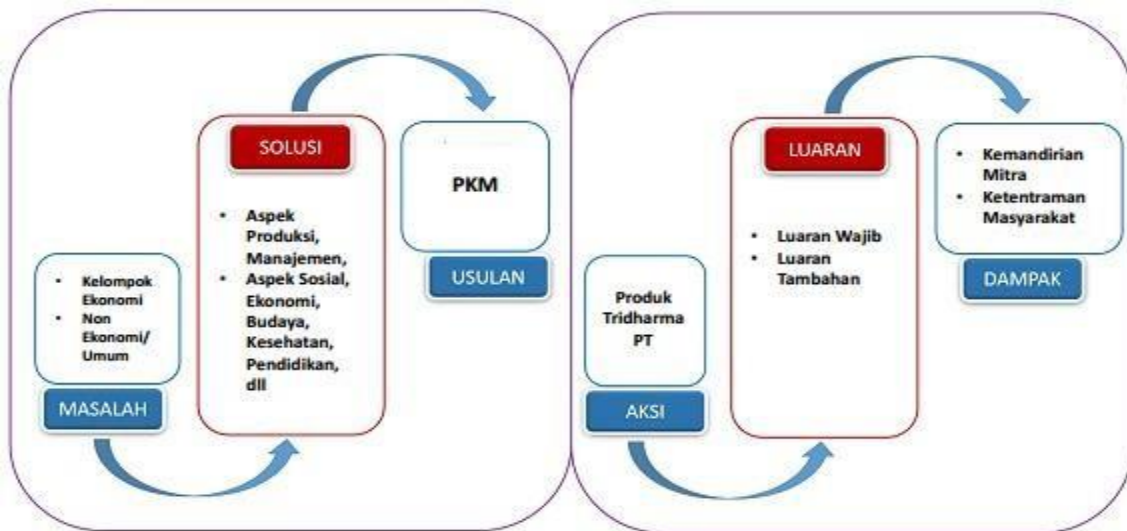 MASALAH
• Kelompok
Ekonomi
• Non
Ekonomi/
Umum
SOLUSI
• Aspek
Produksi,
Manajemen,
• Aspek Sosial,
Ekonomi,
Budaya,
Kesehatan,
Pendidikan,
dll
PKM
USULAN
Produk
Tridharma
PT
AKSI
LUARAN
• Luaran Wajib
• Luaran
Tambahan
• Kemandirian
Mitra
• Ketentraman
Masyarakat
DAMPAK